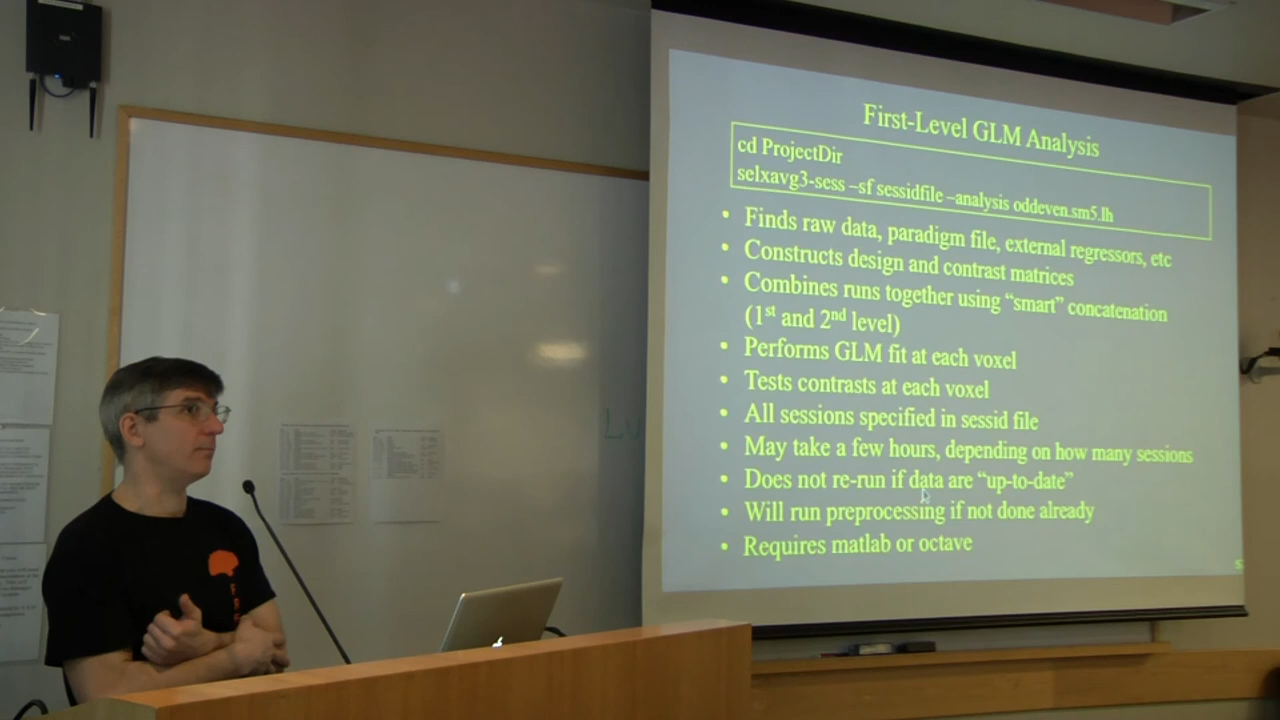 First-Level GLM Analysis
cd ProjectDir
selxavg3-sess –sf sessidfile –analysis oddeven.sm5.lh
• Finds raw data, paradigm file, external regressors, etc
• Constructs design and contrast matrices
• Combines runs together using “smart” concatenation
(1st and 2nd level)
• Performs GLM fit at each voxel
• Tests contrasts at each voxel
• All sessions specified in sessid file
• May take a few hours, depending on how many sessions
• Does not re-run if data are “up-to-date”
• Will run preprocessing if not done already
• Requires matlab or octave